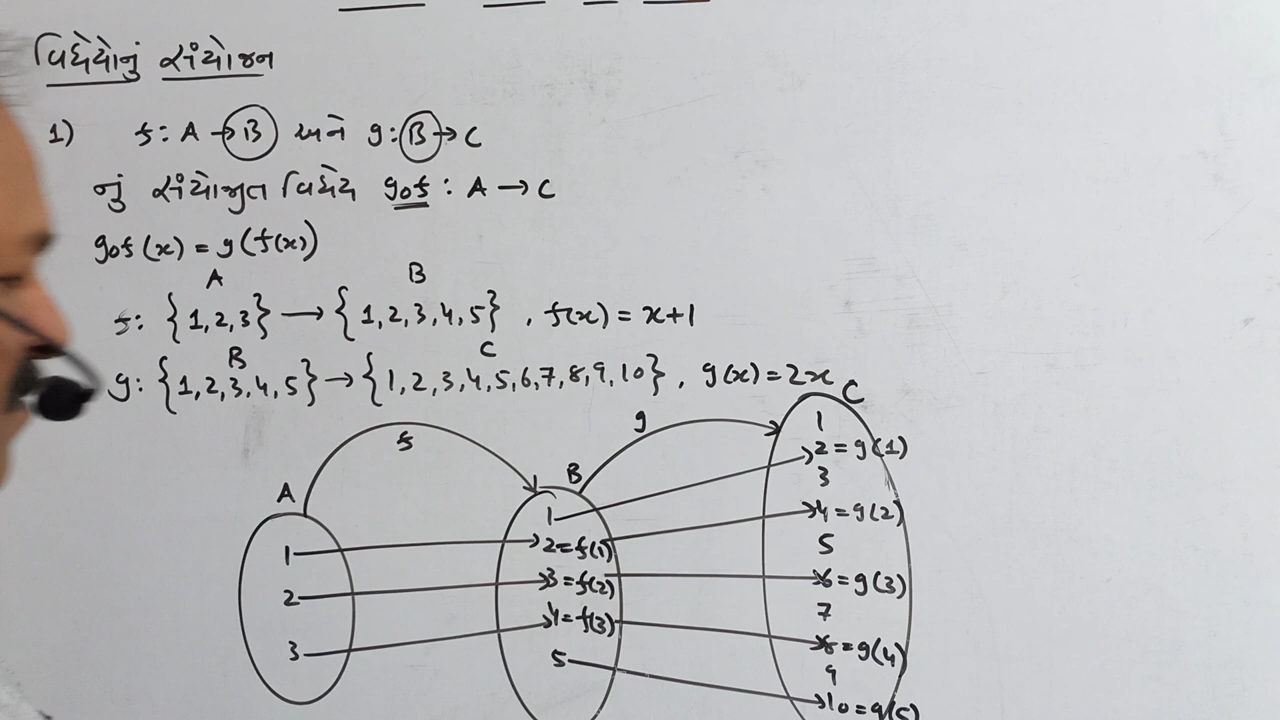 વિધેયોનું સંયોજન
1) f: A → B અને g: B → C
નું સંયોજીત વિધેય gof : A → C
gof (x) = g(f(x))
A B
f: {1,2,3} → {1,2,3,4,5} , f(x) = x+1
B C
g: {1,2,3,4,5} → {1,2,3,4,5,6,7,8,9,10} , g(x) = 2x
f
g
A
1
2
3
B
1
2=f(1)
3=f(2)
4=f(3)
5
C
1
2=g(1)
3
4=g(2)
5
6=g(3)
7
8=g(4)
9
10=g(5)